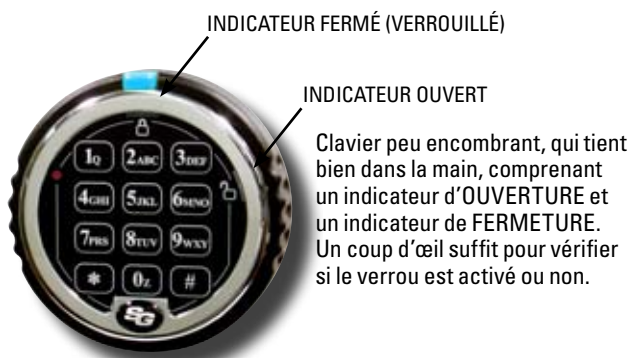 INDICATEUR FERMÉ (VERROUILLÉ)
INDICATEUR OUVERT
Clavier peu encombrant, qui tient
bien dans la main, comprenant
un indicateur d’OUVERTURE et
un indicateur de FERMETURE.
Un coup d’œil suffit pour vérifier
si le verrou est activé ou non.
1Q 2ABC 3DEF
4GHI 5JKL 6MNO
7PRS 8TUV 9WXY
* 0Z #
SG